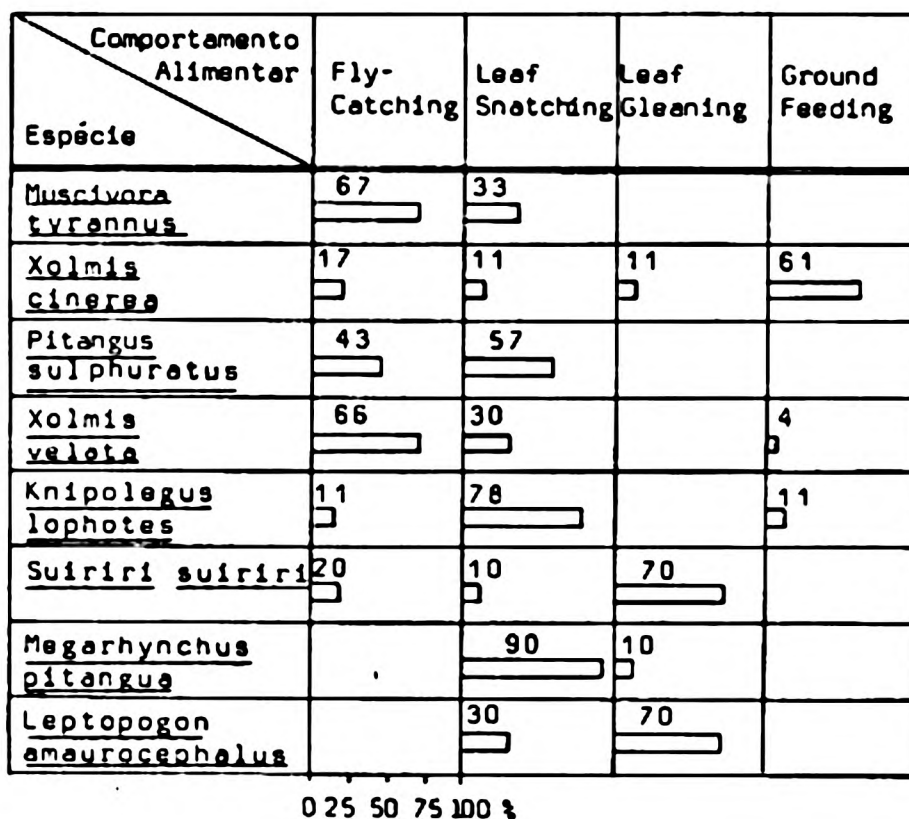 Comportamento
Alimentar
Espécie
Fly-
Catching
Leaf
Snatching
Leaf
Gleaning
Ground
Feeding
Muscivora
tyrannus
67
33
Xolmis
cinerea
17
11
11
61
Pitangus
sulphuratus
43
57
Xolmis
velata
66
30
4
Knipolegus
lophotes
11
78
11
Suiriri suiriri
20
10
70
Megarhynchus
pitangua
90
10
Leptopogon
amaurocephalus
30
70
0 25 50 75 100 %